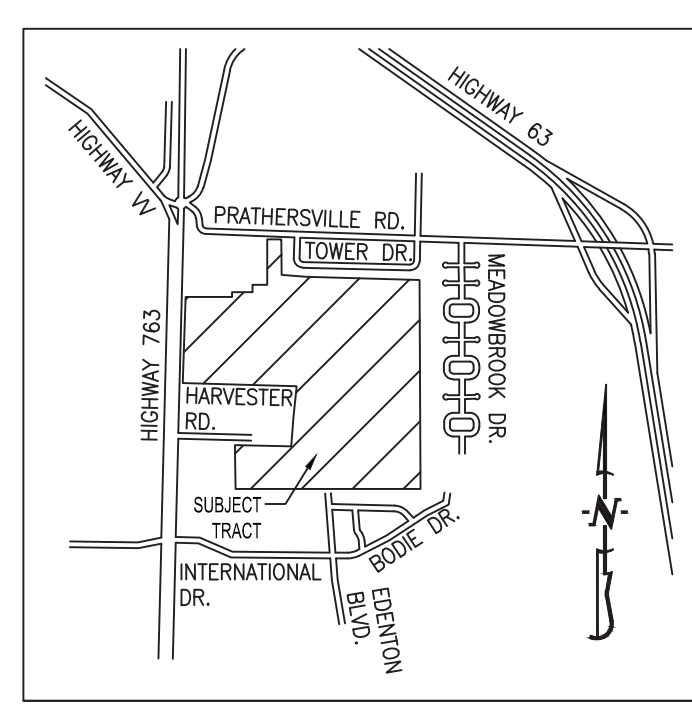 HIGHWAY 63
HIGHWAY VV
PRATHERSVILLE RD.
TOWER DR.
MEADOWBROOK DR.
HIGHWAY 763
HARVESTER
RD.
-N-
SUBJECT
TRACT
BODIE DR.
INTERNATIONAL
DR.
EDENTON
BLVD.